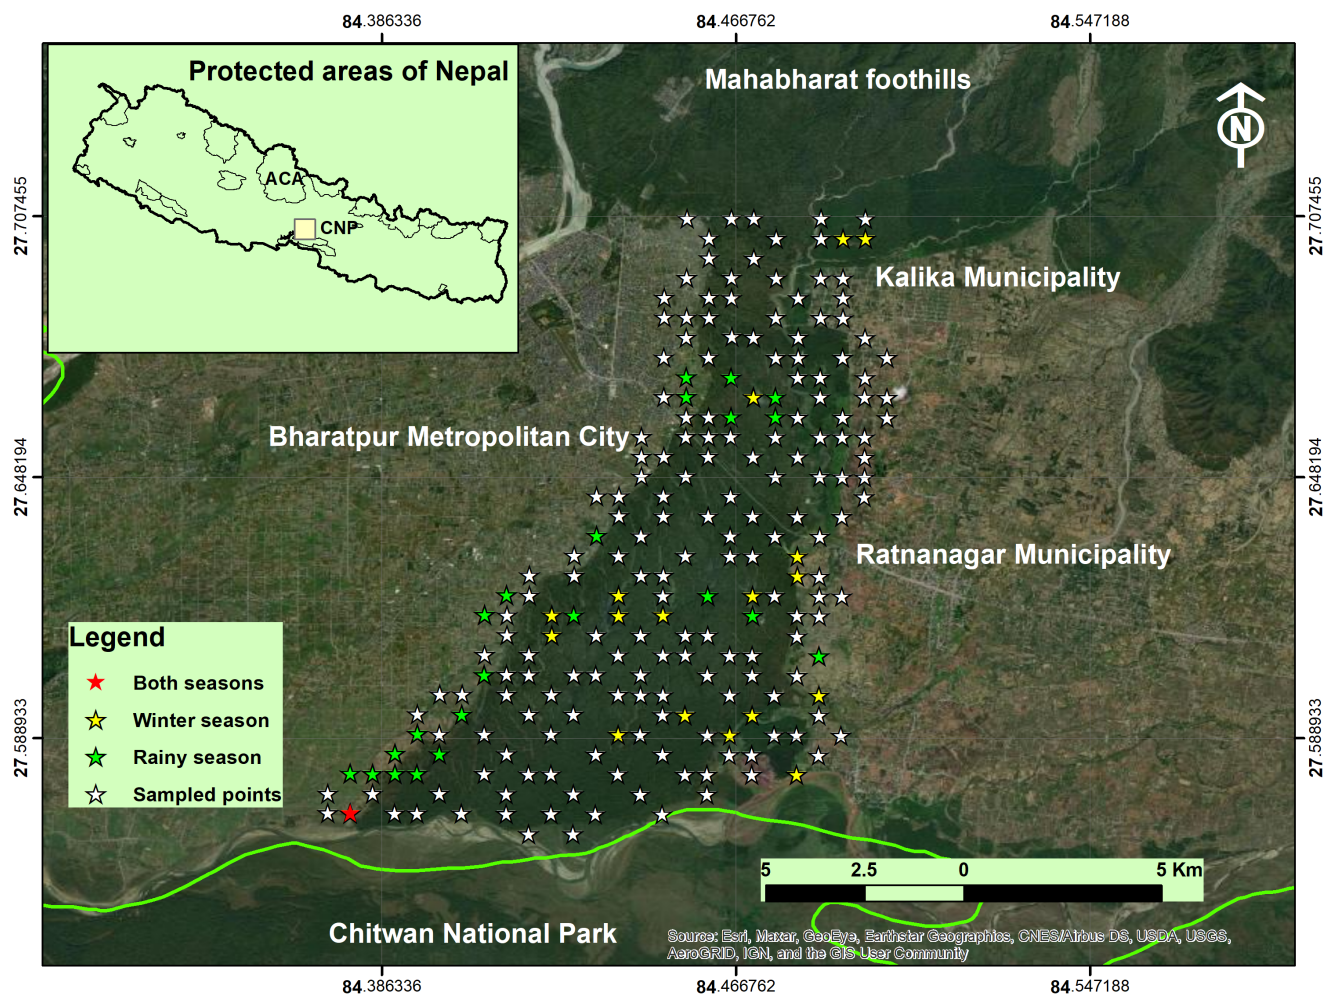 84.386336
84.466762
84.547188
Protected areas of Nepal
Mahabharat foothills
N
ACA
CNP
27.707455
27.707455
Kalika Municipality
Bharatpur Metropolitan City
27.648194
27.648194
Ratnanagar Municipality
Legend
Both seasons
Winter season
Rainy season
Sampled points
27.588933
27.588933
5 2.5 0 5 Km
Chitwan National Park
Source: Esri, Maxar, GeoEye, Earthstar Geographics, CNES/Airbus DS, USDA, USGS,
AeroGRID, IGN, and the GIS User Community
84.386336
84.466762
84.547188